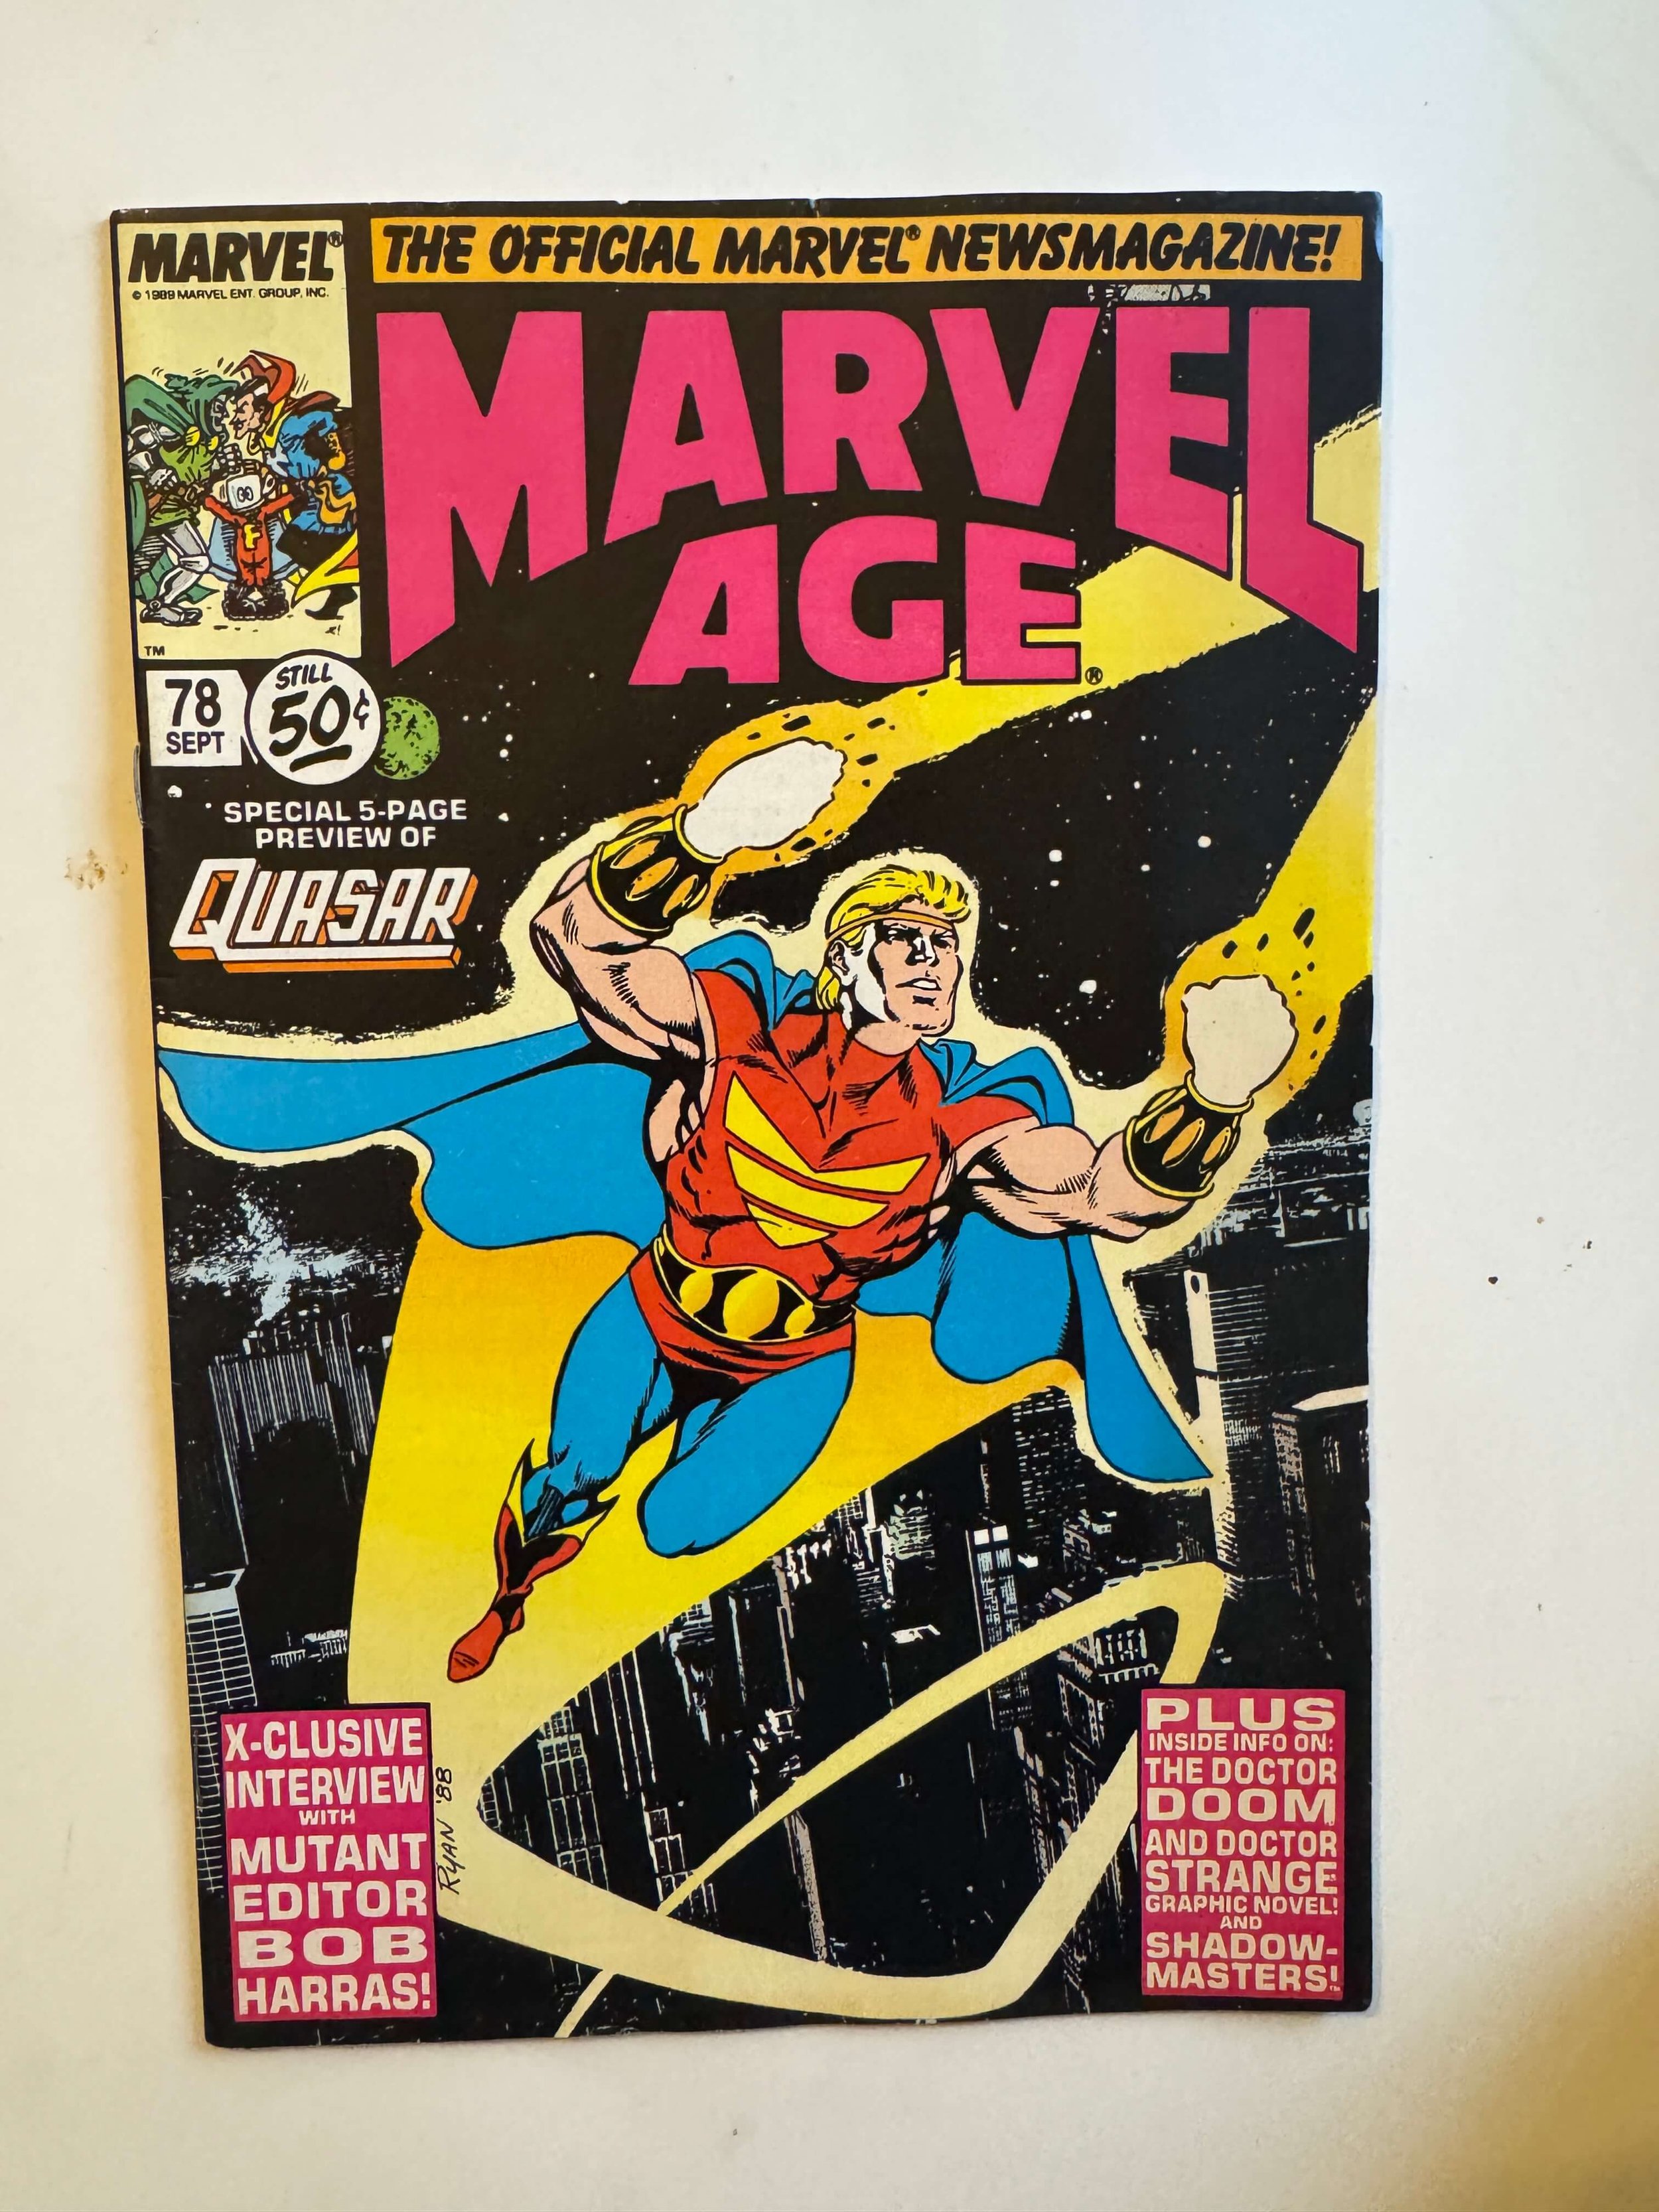 MARVEL®
© 1989 MARVEL ENT. GROUP, INC.
THE OFFICIAL MARVEL® NEWSMAGAZINE!
MARVEL
AGE®
F
TM
78
SEPT
STILL
50¢
SPECIAL 5-PAGE
PREVIEW OF
QUASAR
X-CLUSIVE
INTERVIEW
WITH
MUTANT
EDITOR
BOB
HARRAS!
RYAN '88
PLUS
INSIDE INFO ON:
THE DOCTOR
DOOM
AND DOCTOR
STRANGE
GRAPHIC NOVEL!
AND
SHADOW-
MASTERS!™